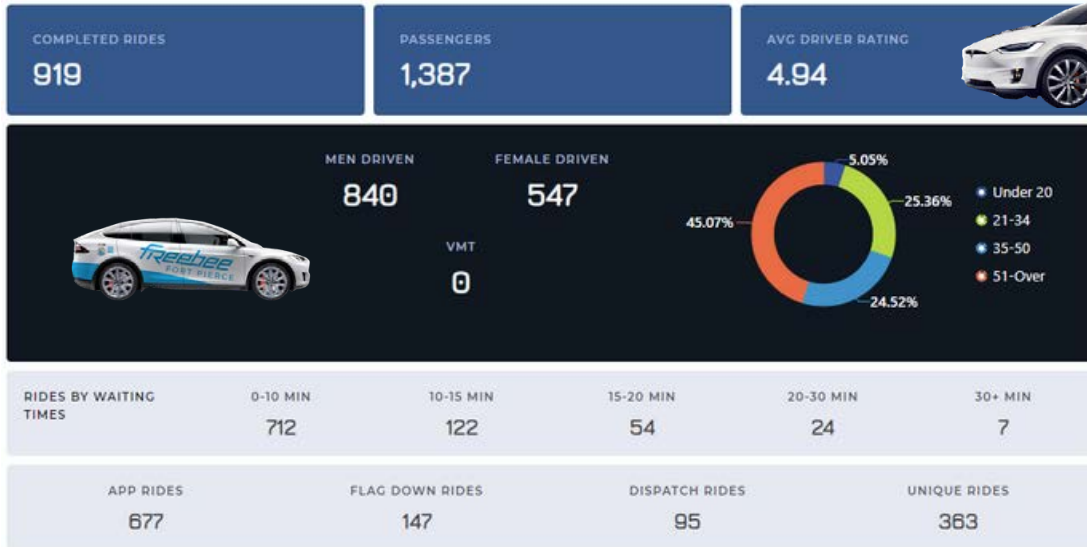 COMPLETED RIDES
919
PASSENGERS
1,387
AVG DRIVER RATING
4.94
MEN DRIVEN
840
FEMALE DRIVEN
547
VMT
0
freebee
FORT PIERCE
5.05%
25.36%
24.52%
45.07%
Under 20
21-34
35-50
51-Over
RIDES BY WAITING
TIMES
0-10 MIN
712
10-15 MIN
122
15-20 MIN
54
20-30 MIN
24
30+ MIN
7
APP RIDES
677
FLAG DOWN RIDES
147
DISPATCH RIDES
95
UNIQUE RIDES
363